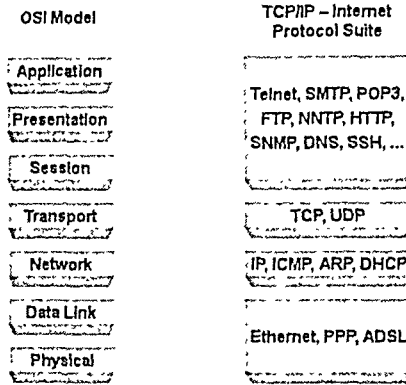 OSI Model
Application
Presentation
Session
Transport
Network
Data Link
Physical
TCP/IP – Internet
Protocol Suite
Telnet, SMTP, POP3,
FTP, NNTP, HTTP,
SNMP, DNS, SSH, ...
TCP, UDP
IP, ICMP, ARP, DHCP
Ethernet, PPP, ADSL